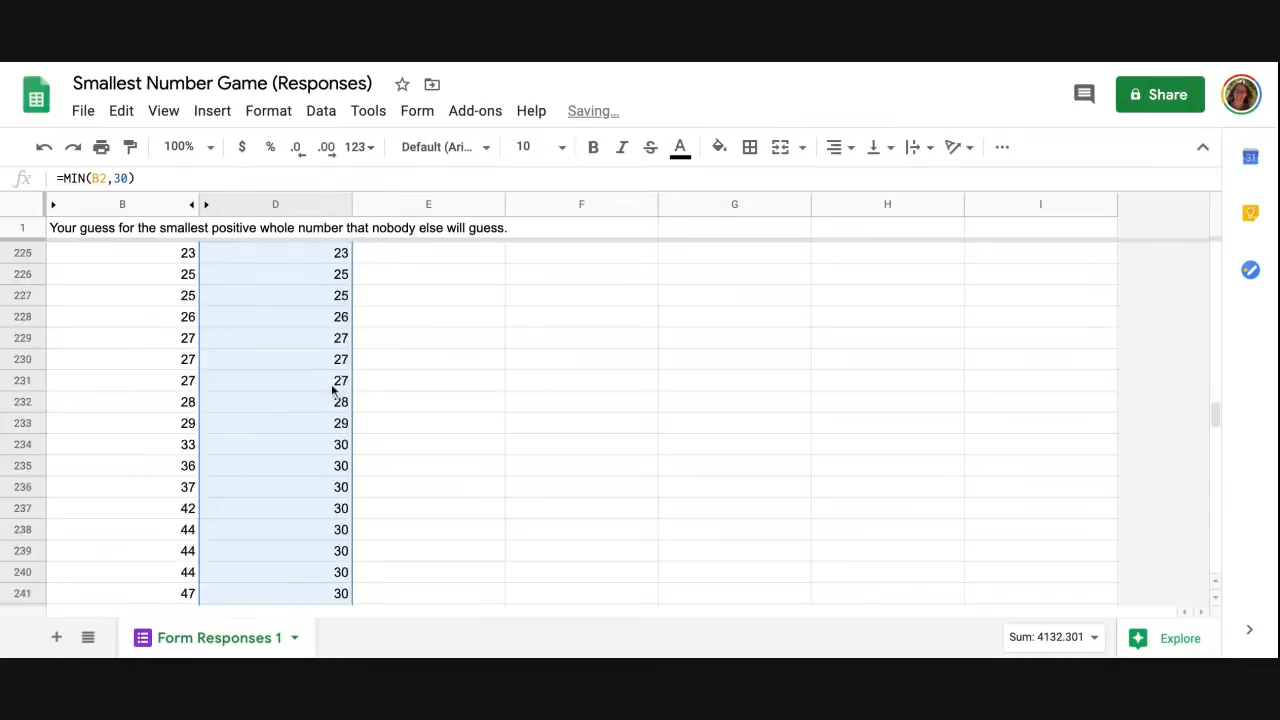 Smallest Number Game (Responses)
File Edit View Insert Format Data Tools Form Add-ons Help Saving...
Share
100% $ % .0 .00 123 Default (Ari... 10 B I S A
fx =MIN(B2,30)
B D E F G H I
1 Your guess for the smallest positive whole number that nobody else will guess.
225 23 23
226 25 25
227 25 25
228 26 26
229 27 27
230 27 27
231 27 27
232 28 28
233 29 29
234 33 30
235 36 30
236 37 30
237 42 30
238 44 30
239 44 30
240 44 30
241 47 30
Form Responses 1 Sum: 4132.301 Explore
31